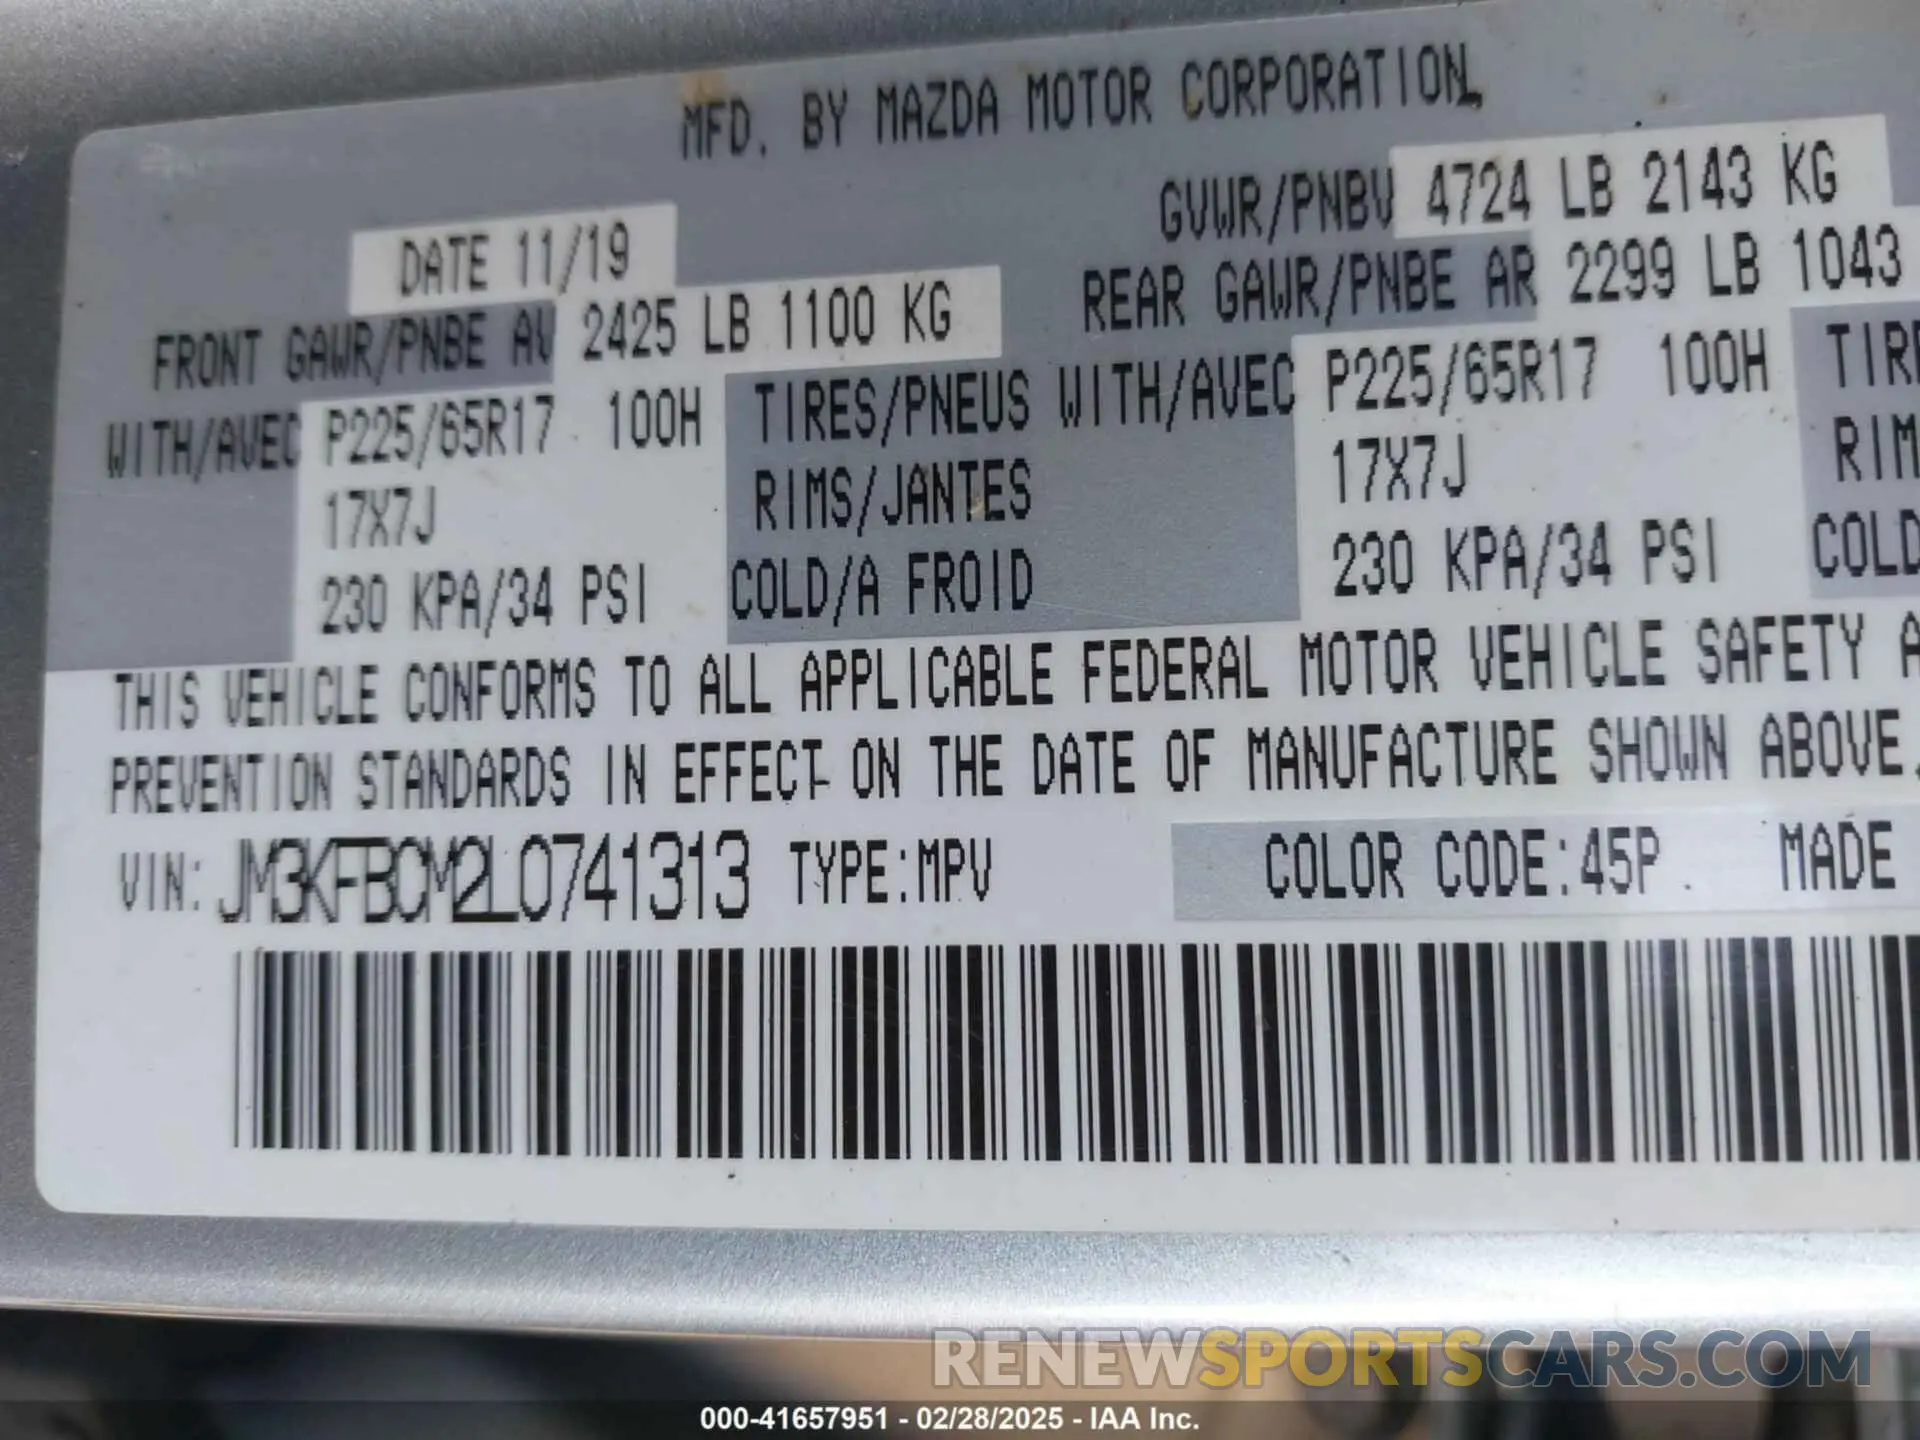 MFD. BY MAZDA MOTOR CORPORATION
GVWR/PNBV 4724 LB 2143 KG
DATE 11/19
FRONT GAWR/PNBE AV 2425 LB 1100 KG REAR GAWR/PNBE AR 2299 LB 1043
WITH/AVEC P225/65R17 100H TIRES/PNEUS WITH/AVEC P225/65R17 100H TIR
17X7J RIMS/JANTES 17X7J RIM
230 KPA/34 PSI COLD/A FROID 230 KPA/34 PSI COLD
THIS VEHICLE CONFORMS TO ALL APPLICABLE FEDERAL MOTOR VEHICLE SAFETY A
PREVENTION STANDARDS IN EFFECT ON THE DATE OF MANUFACTURE SHOWN ABOVE.
VIN: JM3KFBCM2L0741313 TYPE:MPV COLOR CODE:45P MADE
RENEWSPORTSCARS.COM
000-41657951 - 02/28/2025 - IAA Inc.